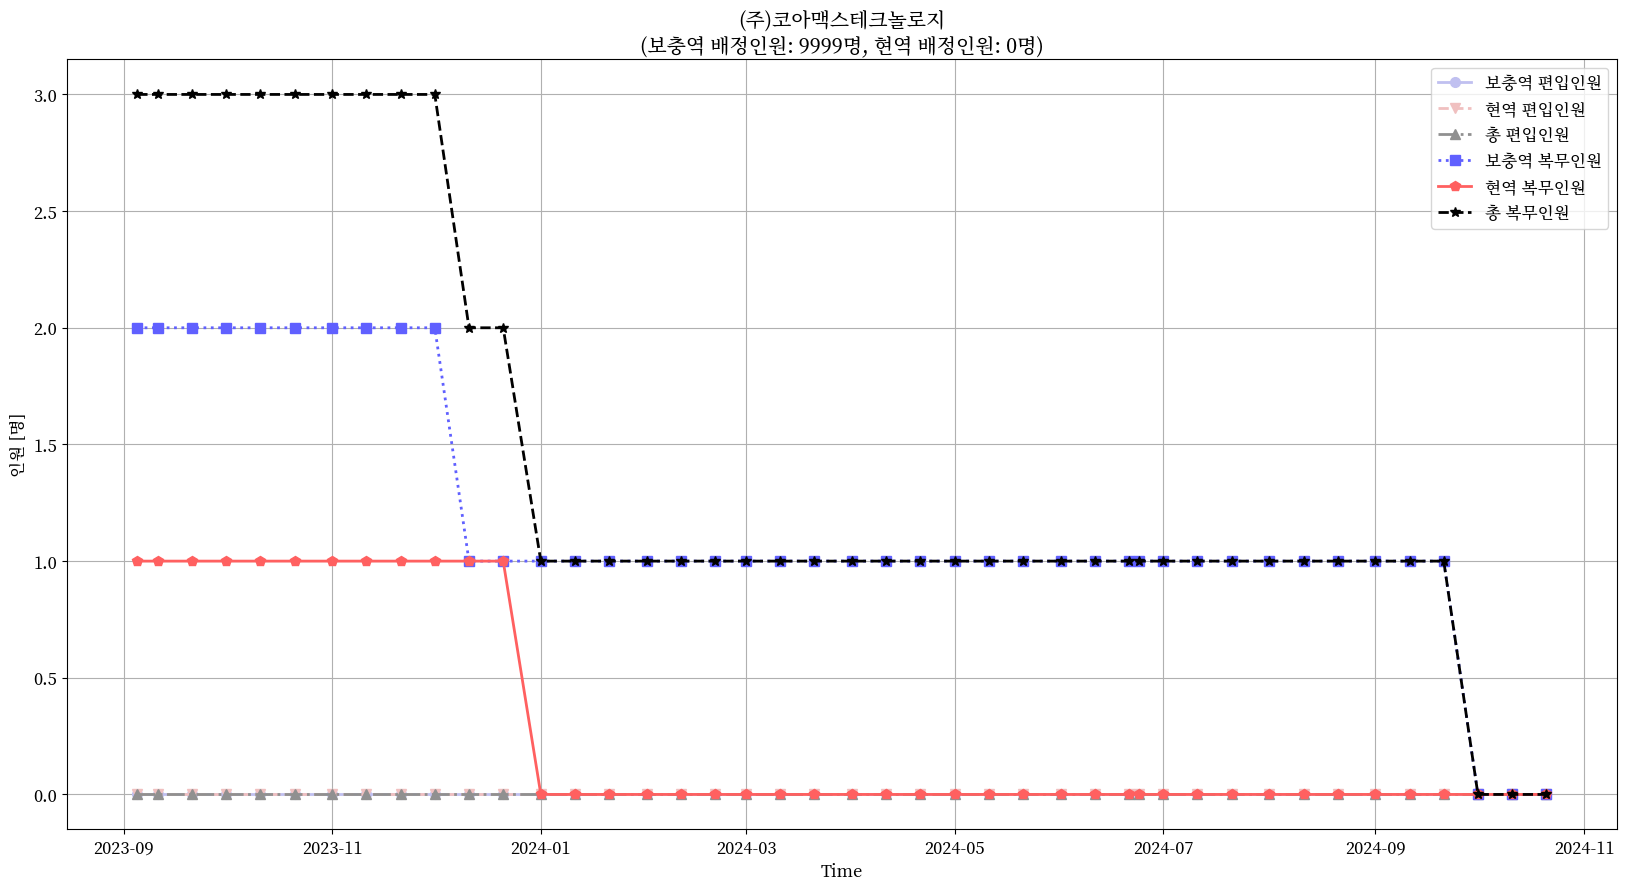 (주)코아맥스테크놀로지
(보충역 배정인원: 9999명, 현역 배정인원: 0명)
보충역 편입인원
현역 편입인원
총 편입인원
보충역 복무인원
현역 복무인원
총 복무인원
인원 [명]
3.0
2.5
2.0
1.5
1.0
0.5
0.0
2023-09
2023-11
2024-01
2024-03
2024-05
2024-07
2024-09
2024-11
Time